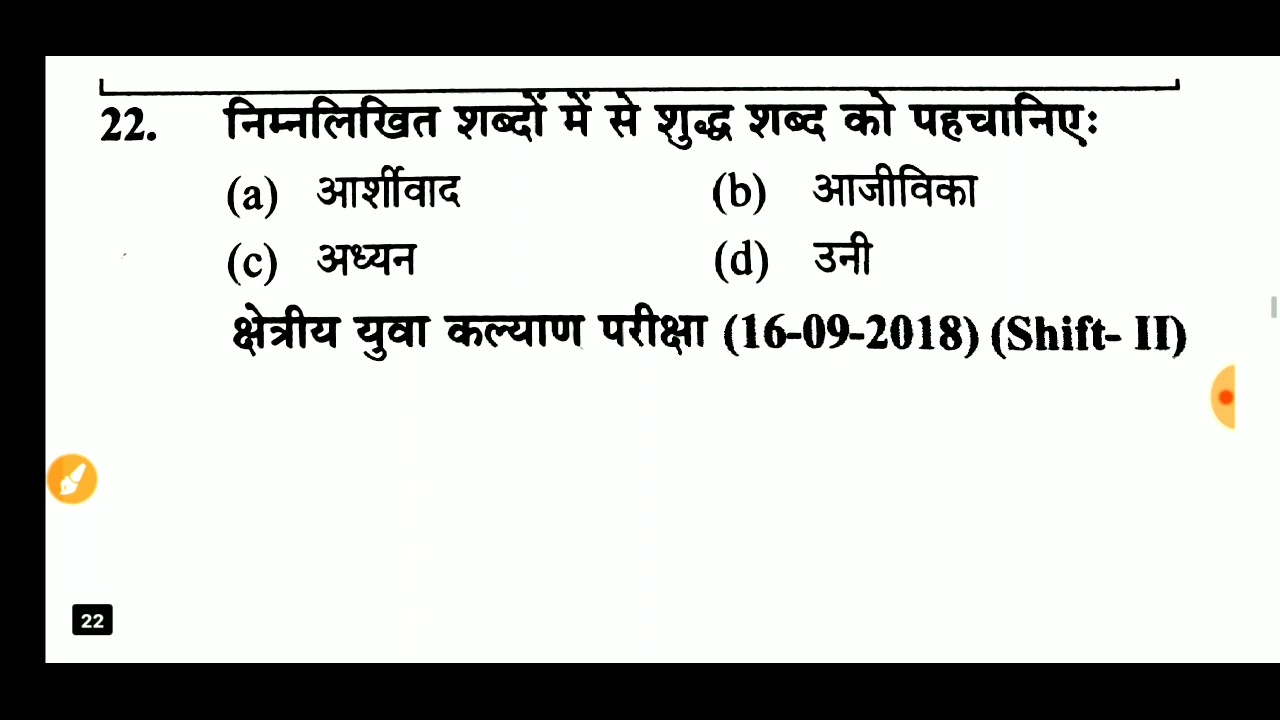 22. निम्नलिखित शब्दों में से शुद्ध शब्द को पहचानिएः
(a) आर्शीवाद (b) आजीविका
(c) अध्यन (d) उनी
क्षेत्रीय युवा कल्याण परीक्षा (16-09-2018) (Shift- II)
22